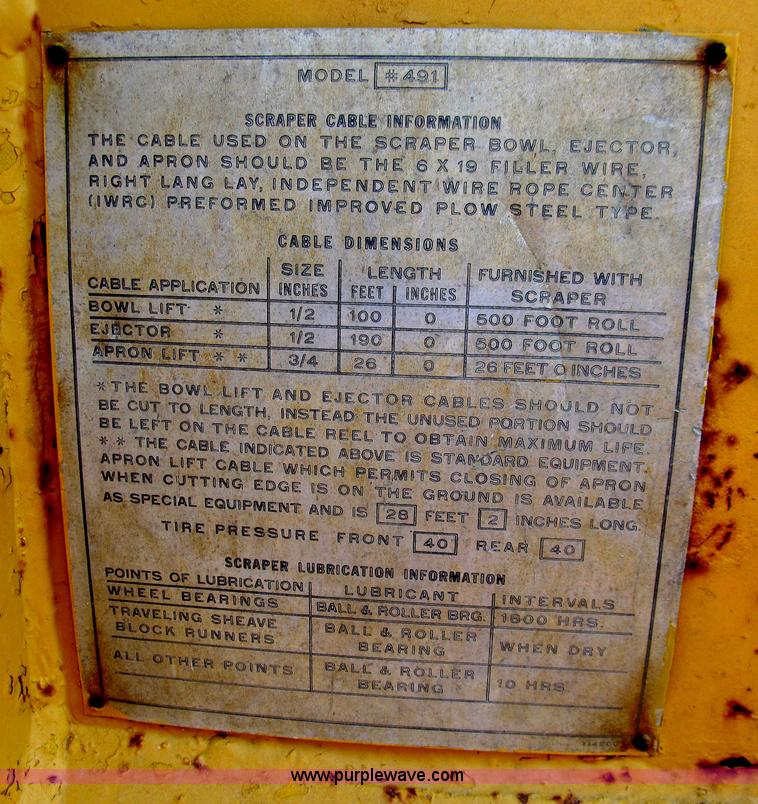 MODEL #491
SCRAPER CABLE INFORMATION
THE CABLE USED ON THE SCRAPER BOWL, EJECTOR,
AND APRON SHOULD BE THE 6 X 19 FILLER WIRE,
RIGHT LANG LAY, INDEPENDENT WIRE ROPE CENTER
(IWRC) PREFORMED IMPROVED PLOW STEEL TYPE.
CABLE DIMENSIONS
CABLE APPLICATION SIZE INCHES LENGTH FEET INCHES FURNISHED WITH SCRAPER
BOWL LIFT * 1/2 100 0 500 FOOT ROLL
EJECTOR * 1/2 190 0 500 FOOT ROLL
APRON LIFT * * 3/4 26 0 26 FEET 0 INCHES
* THE BOWL LIFT AND EJECTOR CABLES SHOULD NOT
BE CUT TO LENGTH, INSTEAD THE UNUSED PORTION SHOULD
BE LEFT ON THE CABLE REEL TO OBTAIN MAXIMUM LIFE.
* * THE CABLE INDICATED ABOVE IS STANDARD EQUIPMENT.
APRON LIFT CABLE WHICH PERMITS CLOSING OF APRON
WHEN CUTTING EDGE IS ON THE GROUND IS AVAILABLE
AS SPECIAL EQUIPMENT AND IS 28 FEET 2 INCHES LONG.
TIRE PRESSURE FRONT 40 REAR 40
SCRAPER LUBRICATION INFORMATION
POINTS OF LUBRICATION LUBRICANT INTERVALS
WHEEL BEARINGS BALL & ROLLER BRG. HRS.
TRAVELING SHEAVE BLOCK RUNNERS BALL & ROLLER BEARING WHEN DRY
ALL OTHER POINTS BALL & ROLLER BEARING 10 HRS.
www.purplewave.com